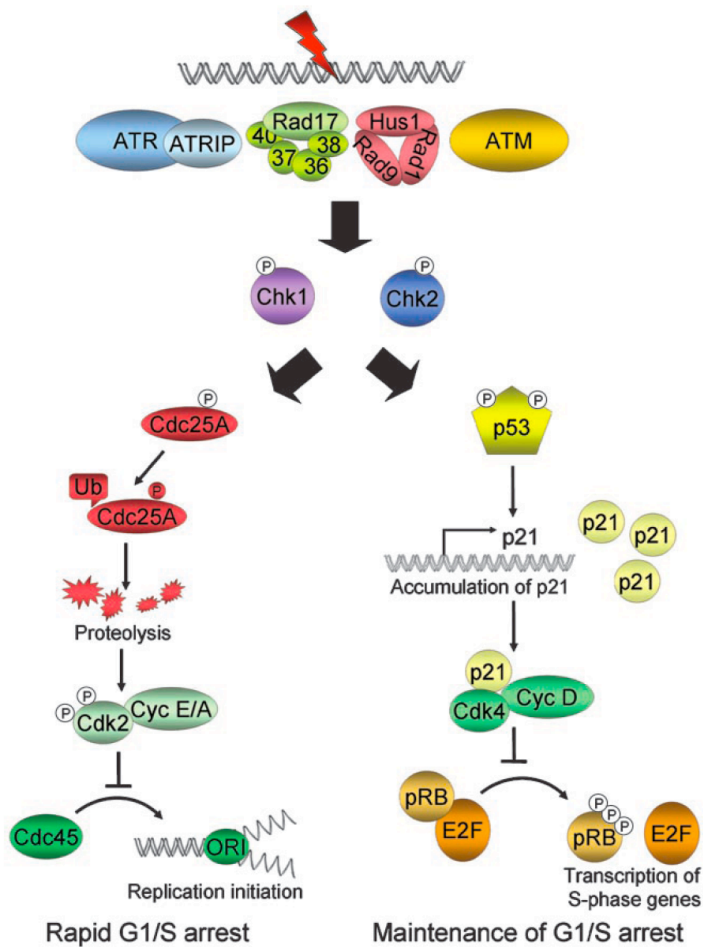 ATR
ATRIP
Rad17
40
37
36
38
Hus1
Rad9
Rad1
ATM
P
Chk1
P
Chk2
P
Cdc25A
Ub
P
Cdc25A
Proteolysis
P
P
Cdk2
Cyc E/A
Cdc45
ORI
Replication initiation
Rapid G1/S arrest
P
P
p53
p21
p21
p21
p21
Accumulation of p21
p21
Cdk4
Cyc D
pRB
E2F
P
P
P
pRB
E2F
Transcription of
S-phase genes
Maintenance of G1/S arrest